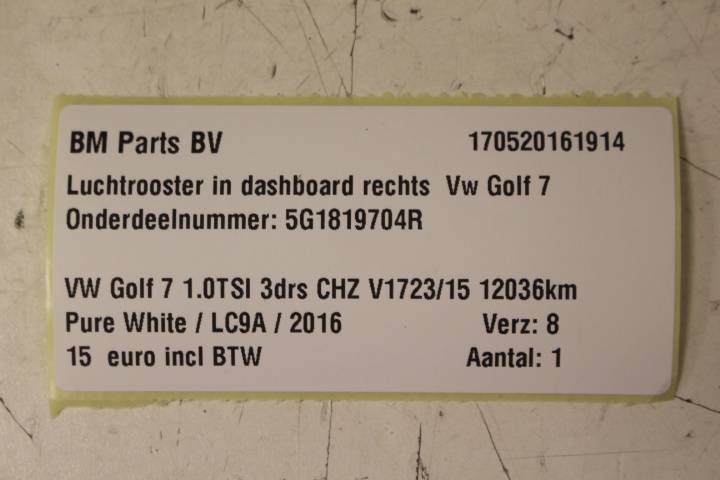 BM Parts BV 170520161914
Luchtrooster in dashboard rechts Vw Golf 7
Onderdeelnummer: 5G1819704R
VW Golf 7 1.0TSI 3drs CHZ V1723/15 12036km
Pure White / LC9A / 2016 Verz: 8
15 euro incl BTW Aantal: 1